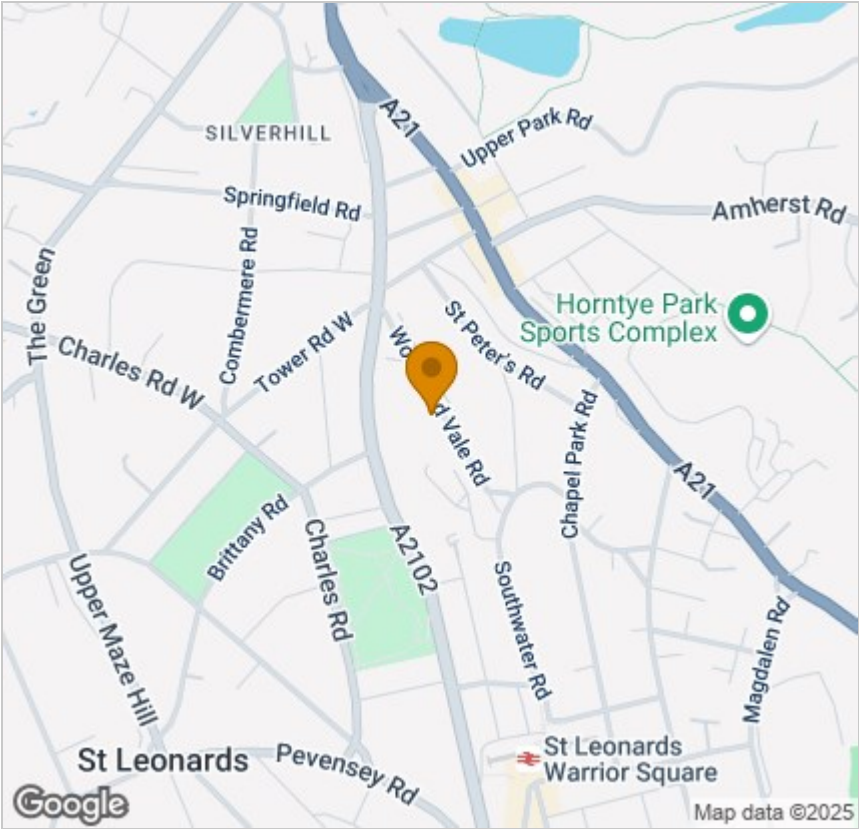 A21
Upper Park Rd
SILVERHILL
Springfield Rd
Amherst Rd
The Green
Combermere Rd
Horntye Park
Sports Complex
St Peter's Rd
Tower Rd W
Charles Rd W
Vale Rd
Chapel Park Rd
A21
Brittany Rd
Charles Rd
A2102
Southwater Rd
Upper Maze Hill
Magdalen Rd
St Leonards
Pevensey Rd
St Leonards
Warrior Square
Google
Map data ©2025